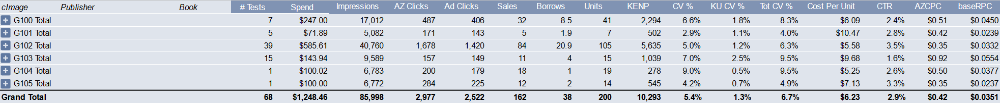 cImage Publisher Book # Tests Spend Impressions AZ Clicks Ad Clicks Sales Borrows Units KENP CV % KU CV % Tot CV % Cost Per Unit CTR AZCPC baseRPC
G100 Total 7 $247.00 17,012 487 406 32 8.5 41 2,294 6.6% 1.8% 8.3% $6.09 2.4% $0.51 $0.0450
G101 Total 5 $71.89 5,082 171 143 5 1.9 7 502 2.9% 1.1% 4.0% $10.47 2.8% $0.42 $0.0239
G102 Total 39 $585.61 40,760 1,678 1,420 84 20.9 105 5,635 5.0% 1.2% 6.3% $5.58 3.5% $0.35 $0.0332
G103 Total 15 $143.94 9,589 157 149 11 4 15 1,039 7.0% 2.5% 9.5% $9.68 1.6% $0.92 $0.0554
G104 Total 1 $100.02 6,783 200 179 18 1 19 278 9.0% 0.5% 9.5% $5.25 2.6% $0.50 $0.0377
G105 Total 1 $100.00 6,772 284 225 12 2 14 545 4.2% 0.7% 4.9% $7.13 3.3% $0.35 $0.0237
Grand Total 68 $1,248.46 85,998 2,977 2,522 162 38 200 10,293 5.4% 1.3% 6.7% $6.23 2.9% $0.42 $0.0351